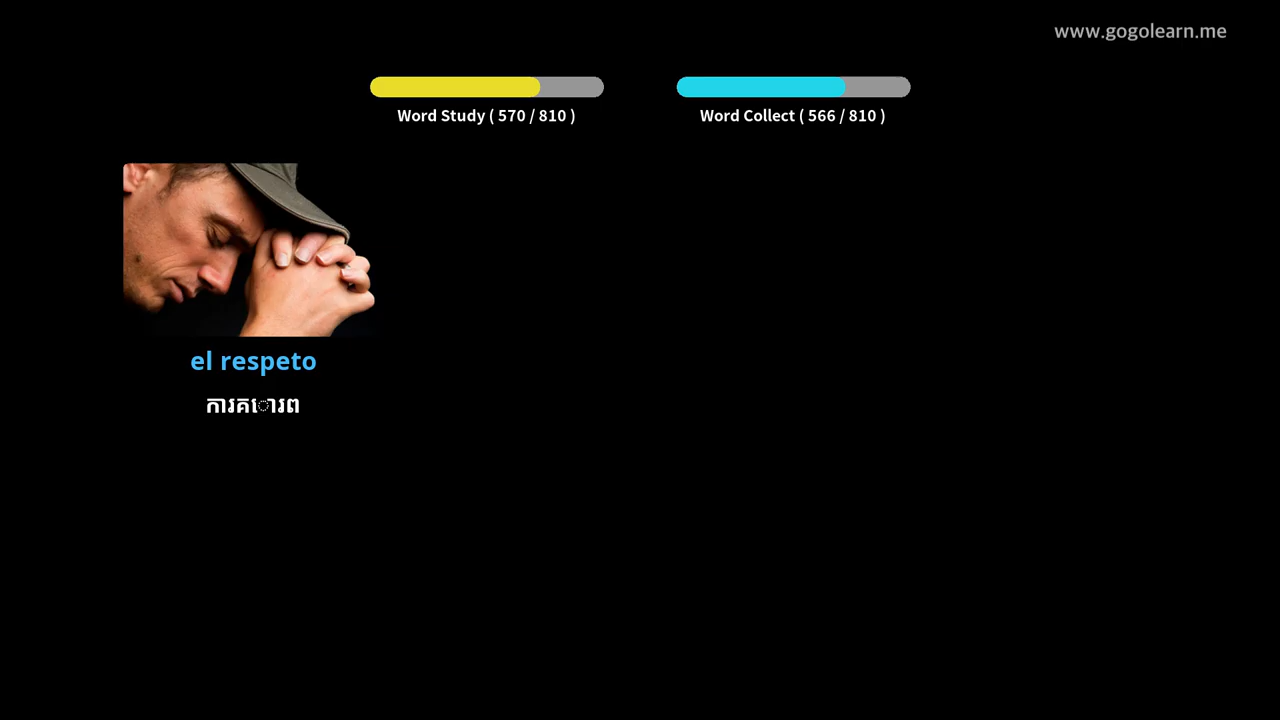 www.gogolearn.me
Word Study ( 570 / 810 )
Word Collect ( 566 / 810 )
el respeto
ការគោរព